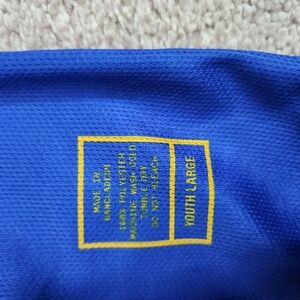 MADE IN
BANGLADESH
100% POLYESTER
MACHINE WASH COLD
TUMBLE DRY
DO NOT BLEACH
YOUTH LARGE